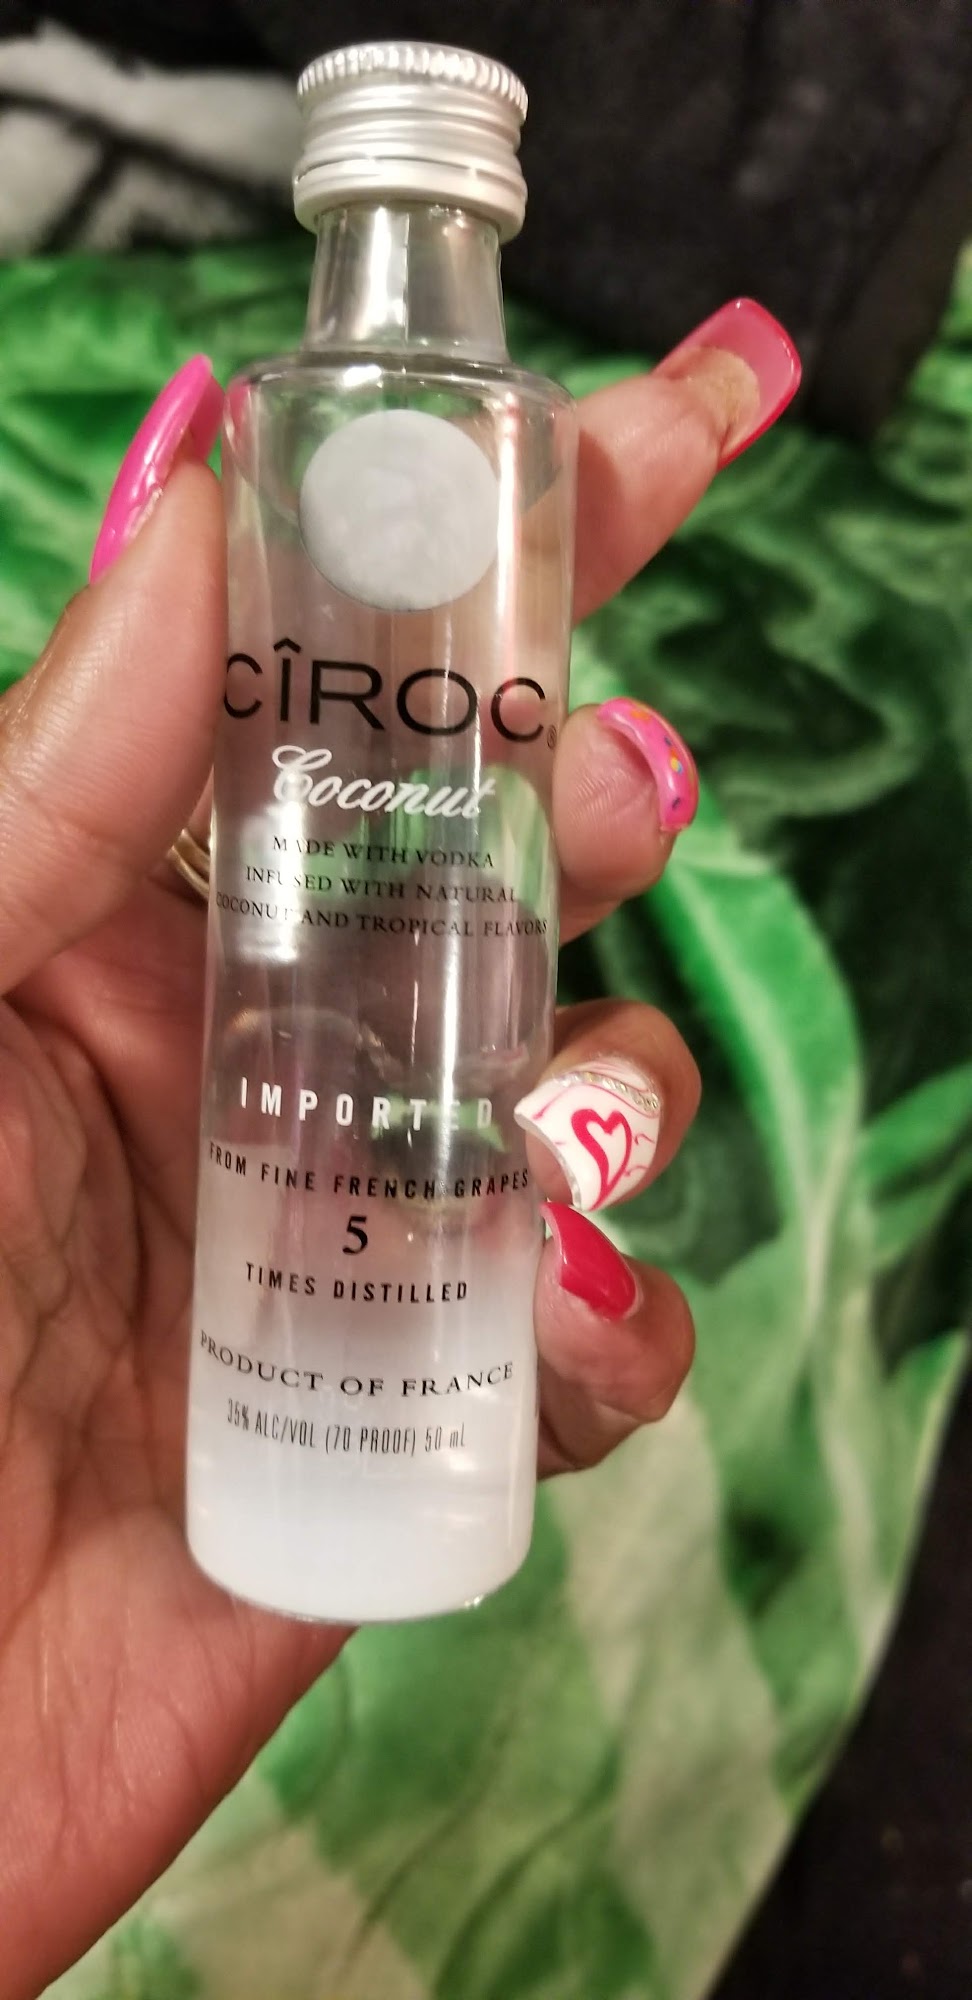 CÎROC®
Coconut
MADE WITH VODKA
INFUSED WITH NATURAL
COCONUT AND TROPICAL FLAVORS
IMPORTED
FROM FINE FRENCH GRAPES
5
TIMES DISTILLED
PRODUCT OF FRANCE
35% ALC/VOL (70 PROOF) 50 mL